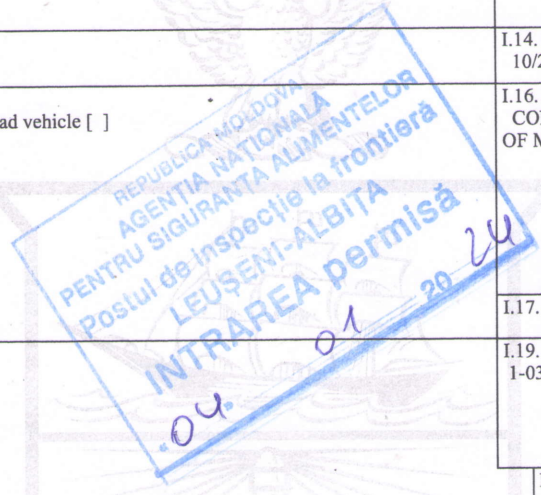 I.14.
10/2
ad vehicle [ ]
I.16.
CO
OF M
REPUBLICA MOLDOVA
AGENȚIA NAȚIONALĂ
PENTRU SIGURANȚA ALIMENTELOR
Postul de inspecție la frontieră
LEUȘENI-ALBIȚA
INTRAREA permisă
"04" 01 2024
I.17.
I.19.
1-03